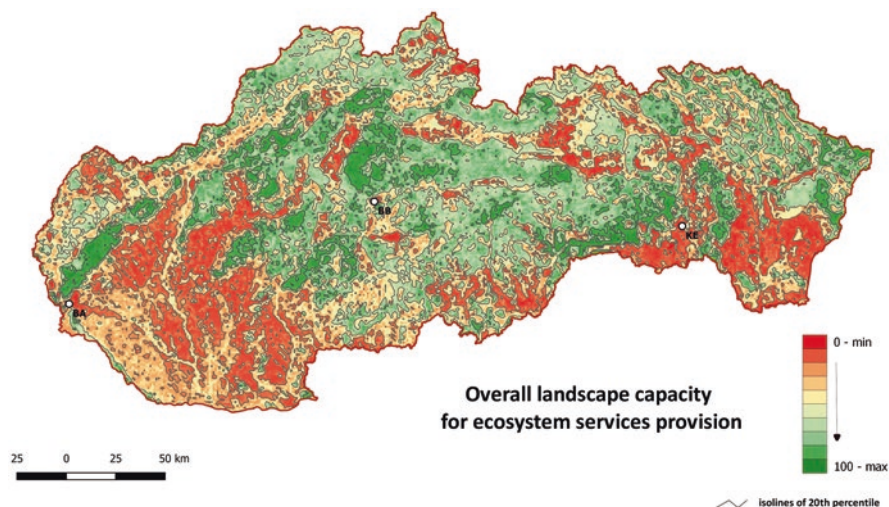 BB
KE
BA
0 - min
Overall landscape capacity
for ecosystem services provision
25 0 25 50 km
100 - max
isolines of 20th percentile